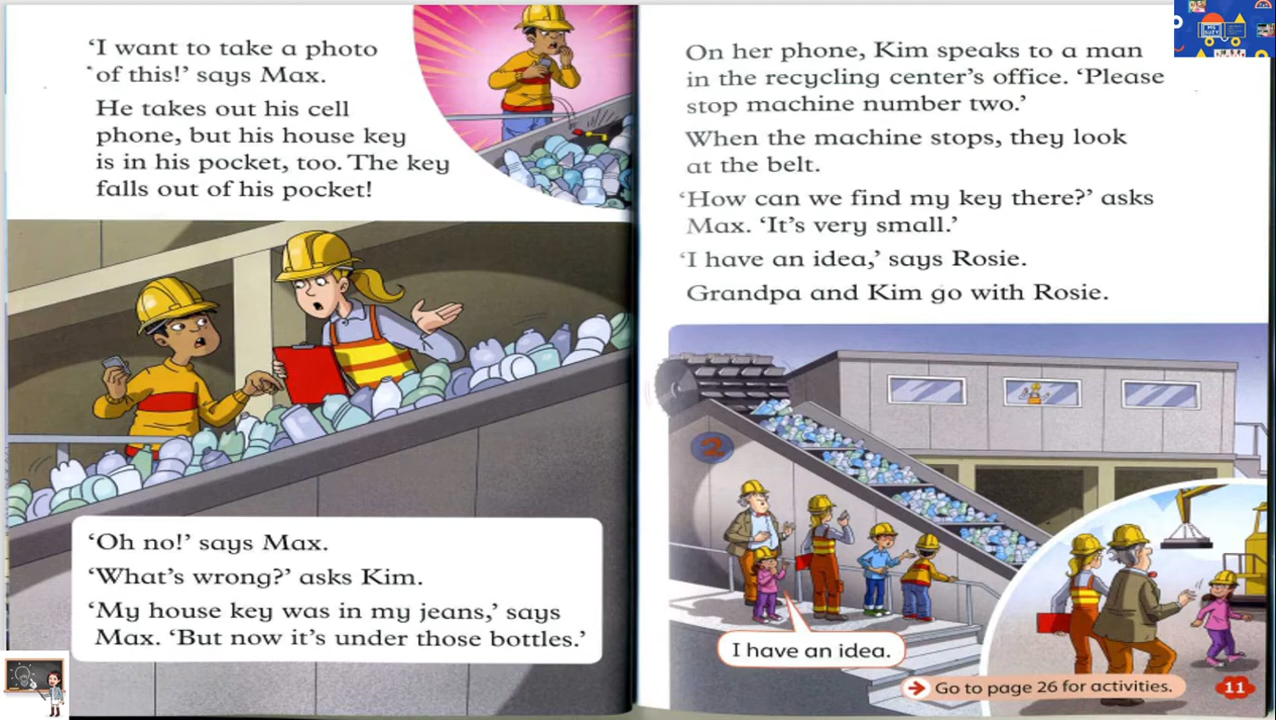 ‘I want to take a photo
of this!’ says Max.
He takes out his cell
phone, but his house key
is in his pocket, too. The key
falls out of his pocket!
‘Oh no!’ says Max.
‘What’s wrong?’ asks Kim.
‘My house key was in my jeans,’ says
Max. ‘But now it’s under those bottles.’
On her phone, Kim speaks to a man
in the recycling center’s office. ‘Please
stop machine number two.’
When the machine stops, they look
at the belt.
‘How can we find my key there?’ asks
Max. ‘It’s very small.’
‘I have an idea,’ says Rosie.
Grandpa and Kim go with Rosie.
2
I have an idea.
Go to page 26 for activities.
11